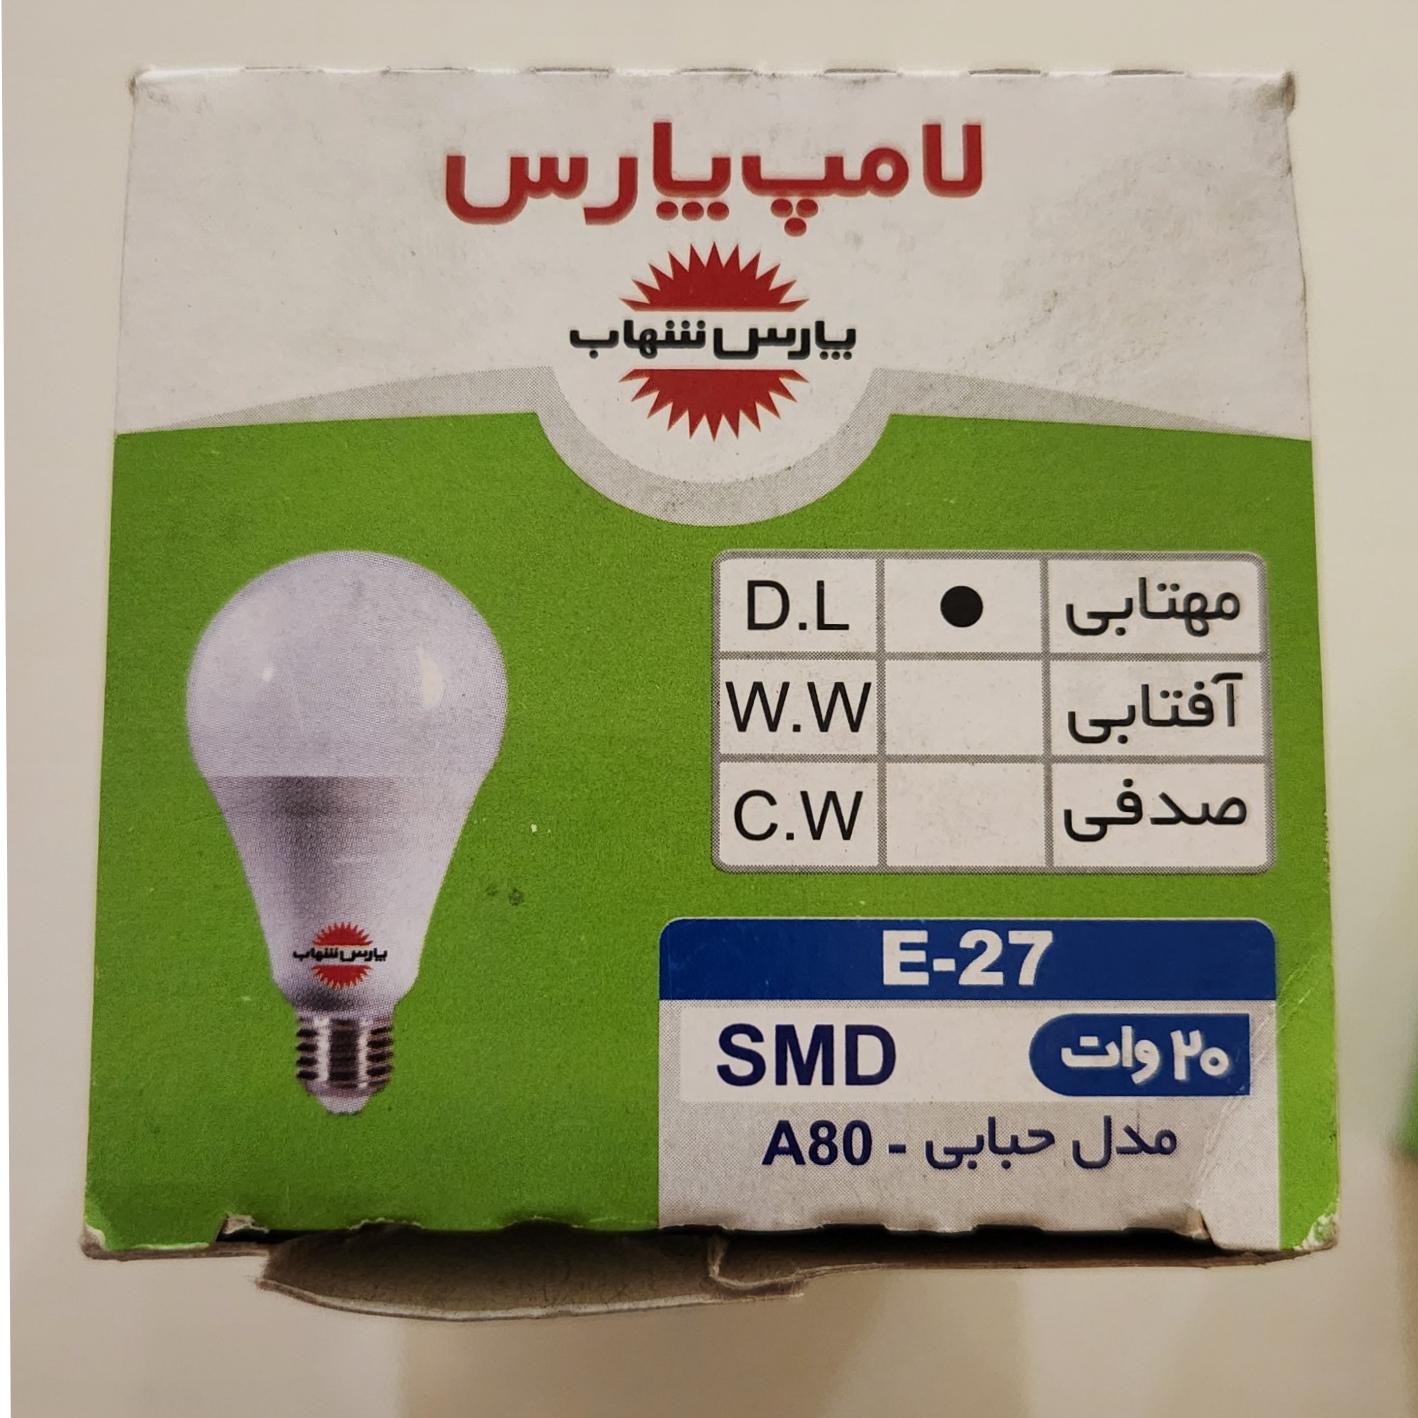 لامپ پارس
پارس شهاب
مهتابی ● D.L
آفتابی W.W
صدفی C.W
پارس شهاب
E-27
۲۰ وات SMD
مدل حبابی - A80